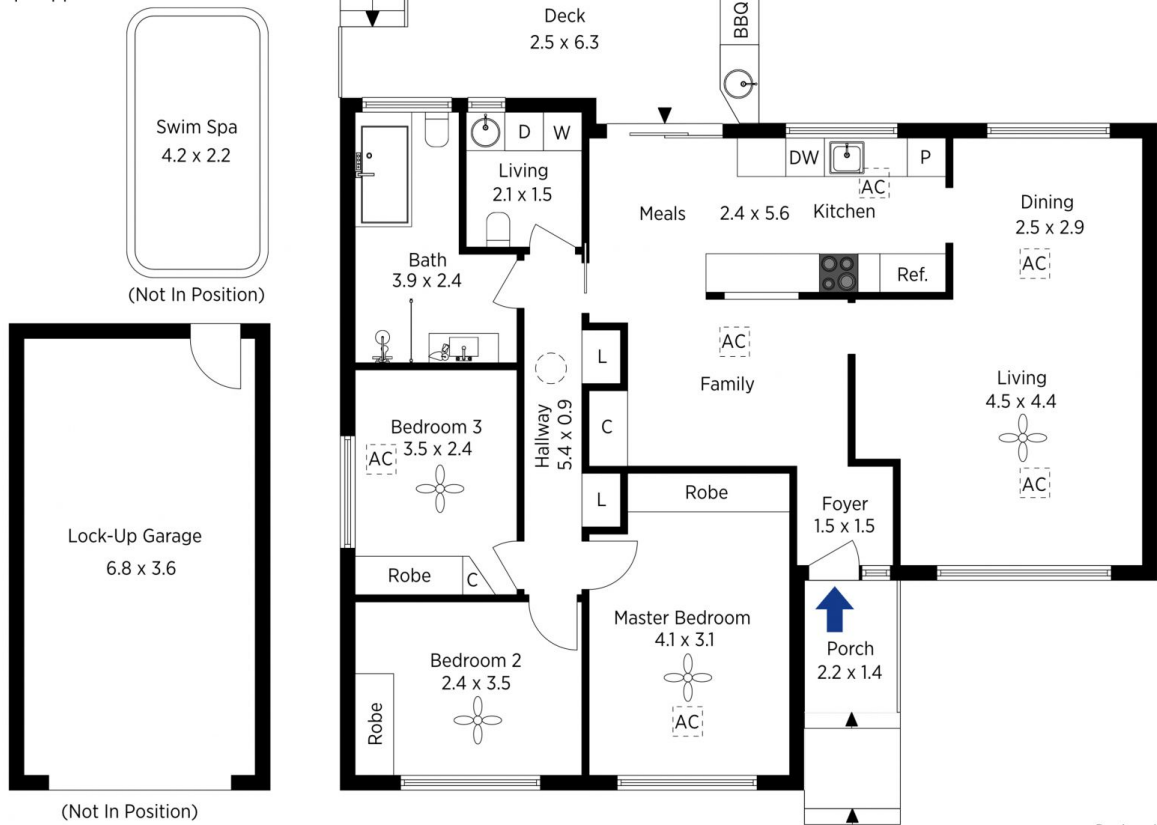 Deck
2.5 x 6.3
BBQ
Swim Spa
4.2 x 2.2
(Not In Position)
D
W
Living
2.1 x 1.5
Bath
3.9 x 2.4
Meals
2.4 x 5.6
Kitchen
DW
P
AC
Ref.
Dining
2.5 x 2.9
AC
AC
Family
L
C
L
Hallway
5.4 x 0.9
Living
4.5 x 4.4
AC
Bedroom 3
3.5 x 2.4
AC
Robe
C
Robe
Foyer
1.5 x 1.5
Lock-Up Garage
6.8 x 3.6
(Not In Position)
Bedroom 2
2.4 x 3.5
Robe
Master Bedroom
4.1 x 3.1
AC
Porch
2.2 x 1.4